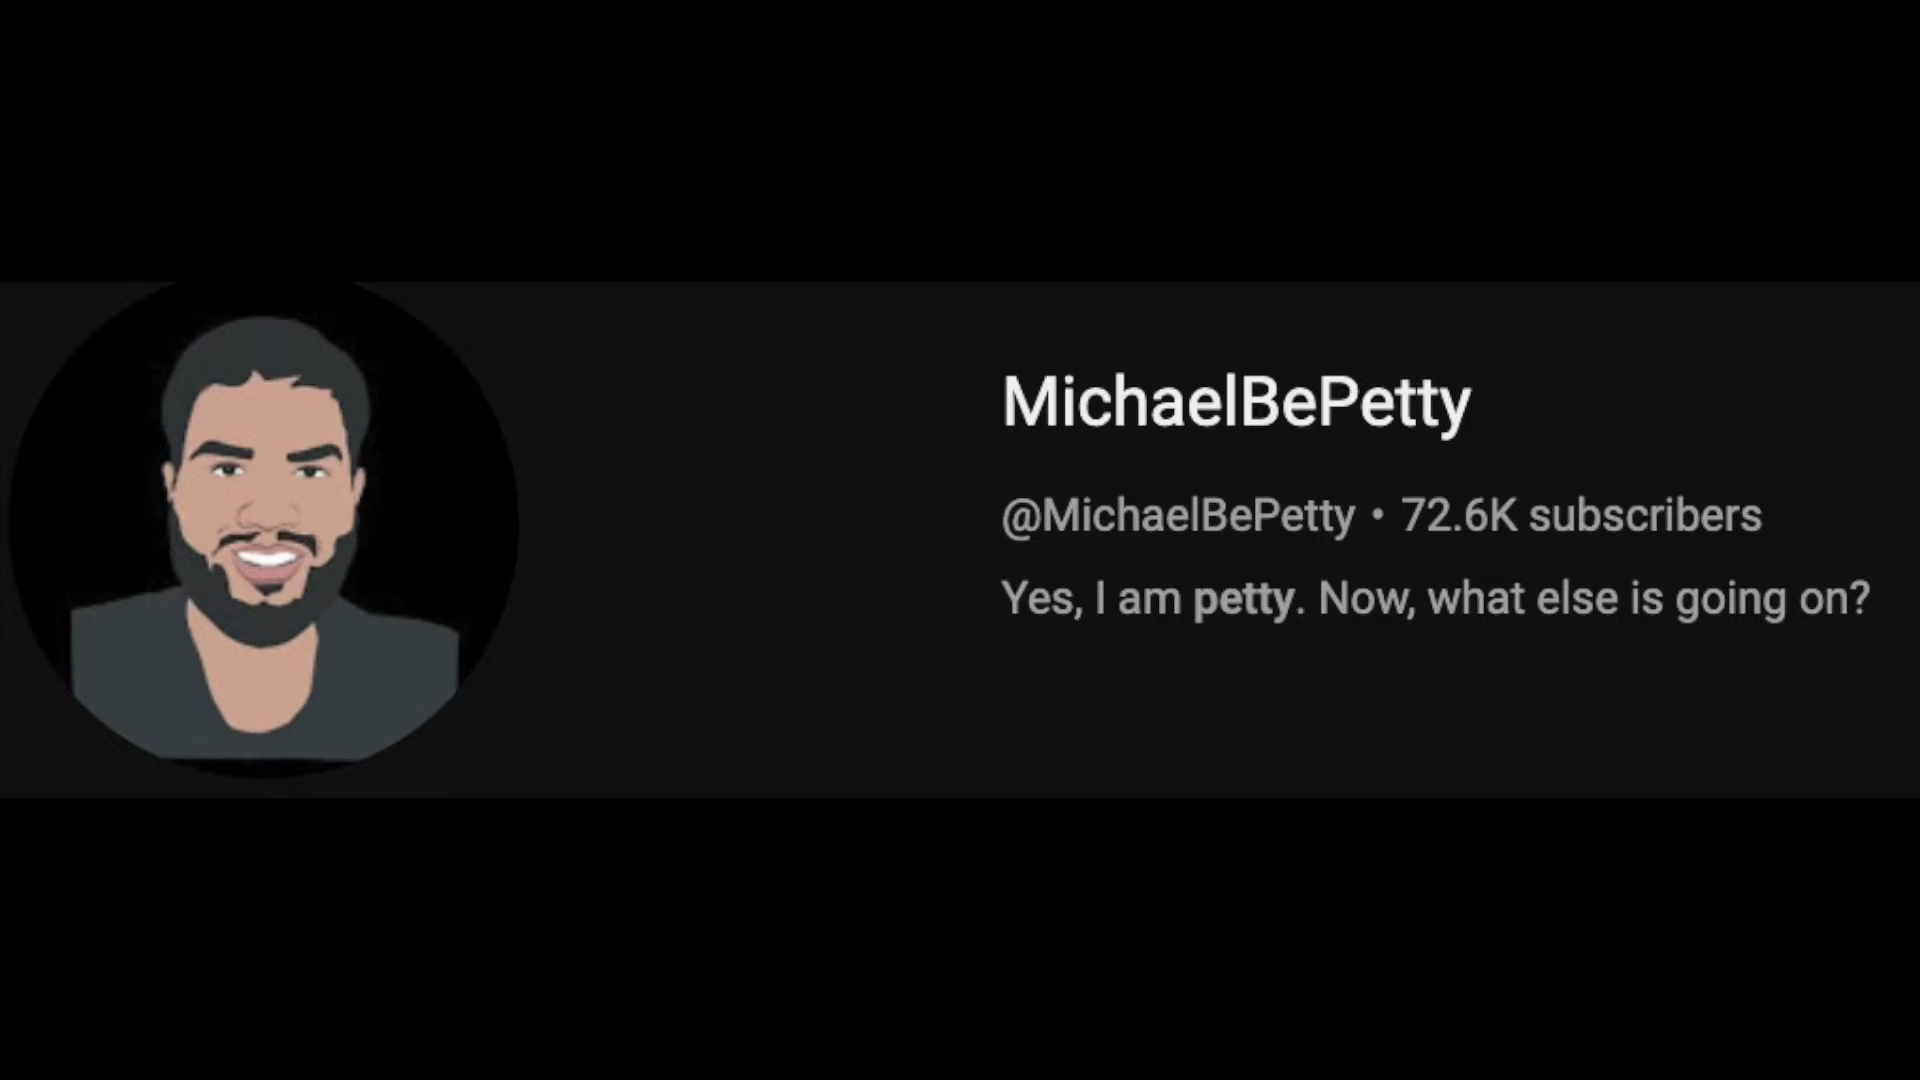 MichaelBePetty
@MichaelBePetty • 72.6K subscribers
Yes, I am petty. Now, what else is going on?